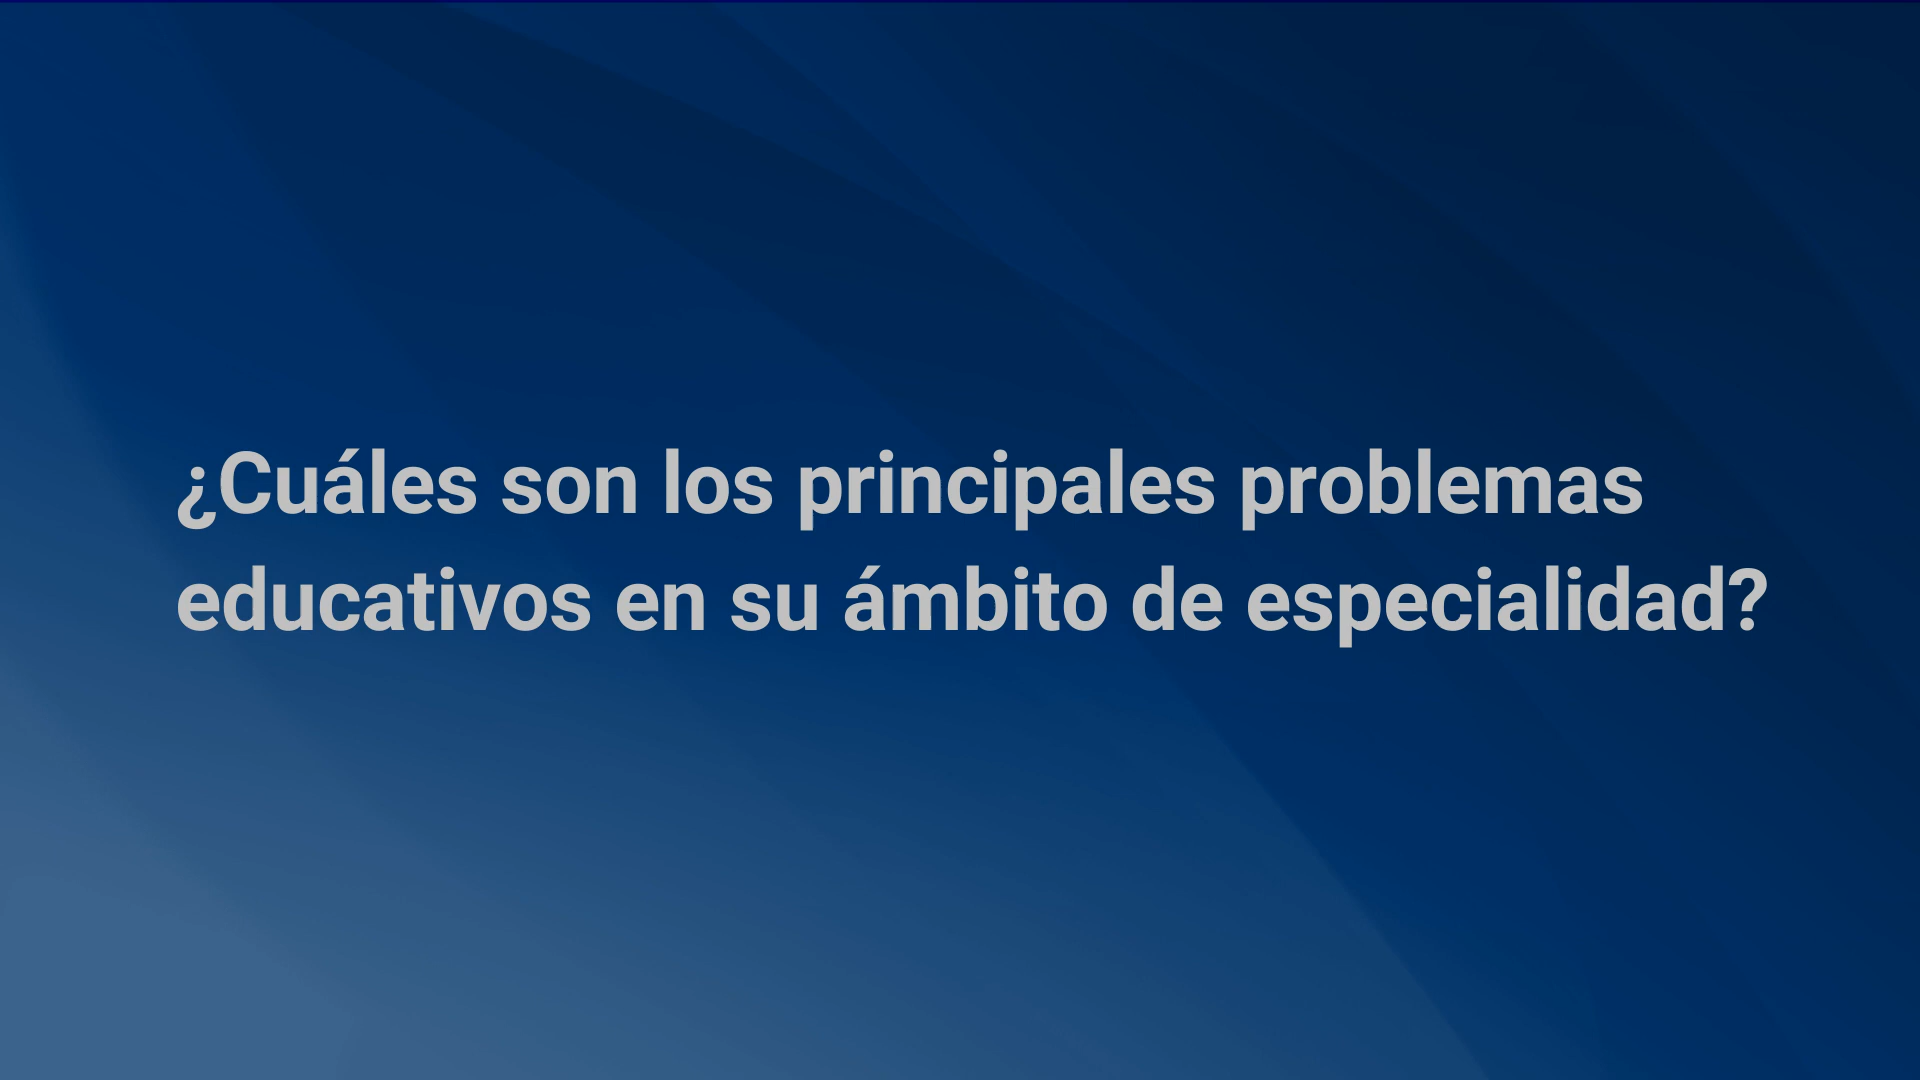 ¿Cuáles son los principales problemas
educativos en su ámbito de especialidad?